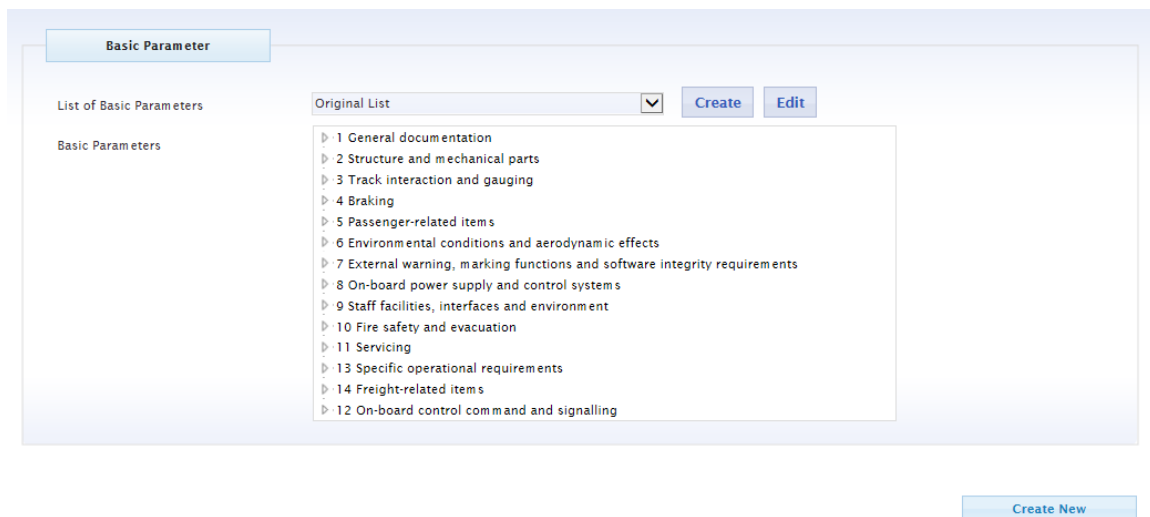 Basic Parameter
List of Basic Parameters
Original List
Create
Edit
Basic Parameters
1 General documentation
2 Structure and mechanical parts
3 Track interaction and gauging
4 Braking
5 Passenger-related items
6 Environmental conditions and aerodynamic effects
7 External warning, marking functions and software integrity requirements
8 On-board power supply and control systems
9 Staff facilities, interfaces and environment
10 Fire safety and evacuation
11 Servicing
13 Specific operational requirements
14 Freight-related items
12 On-board control command and signalling
Create New